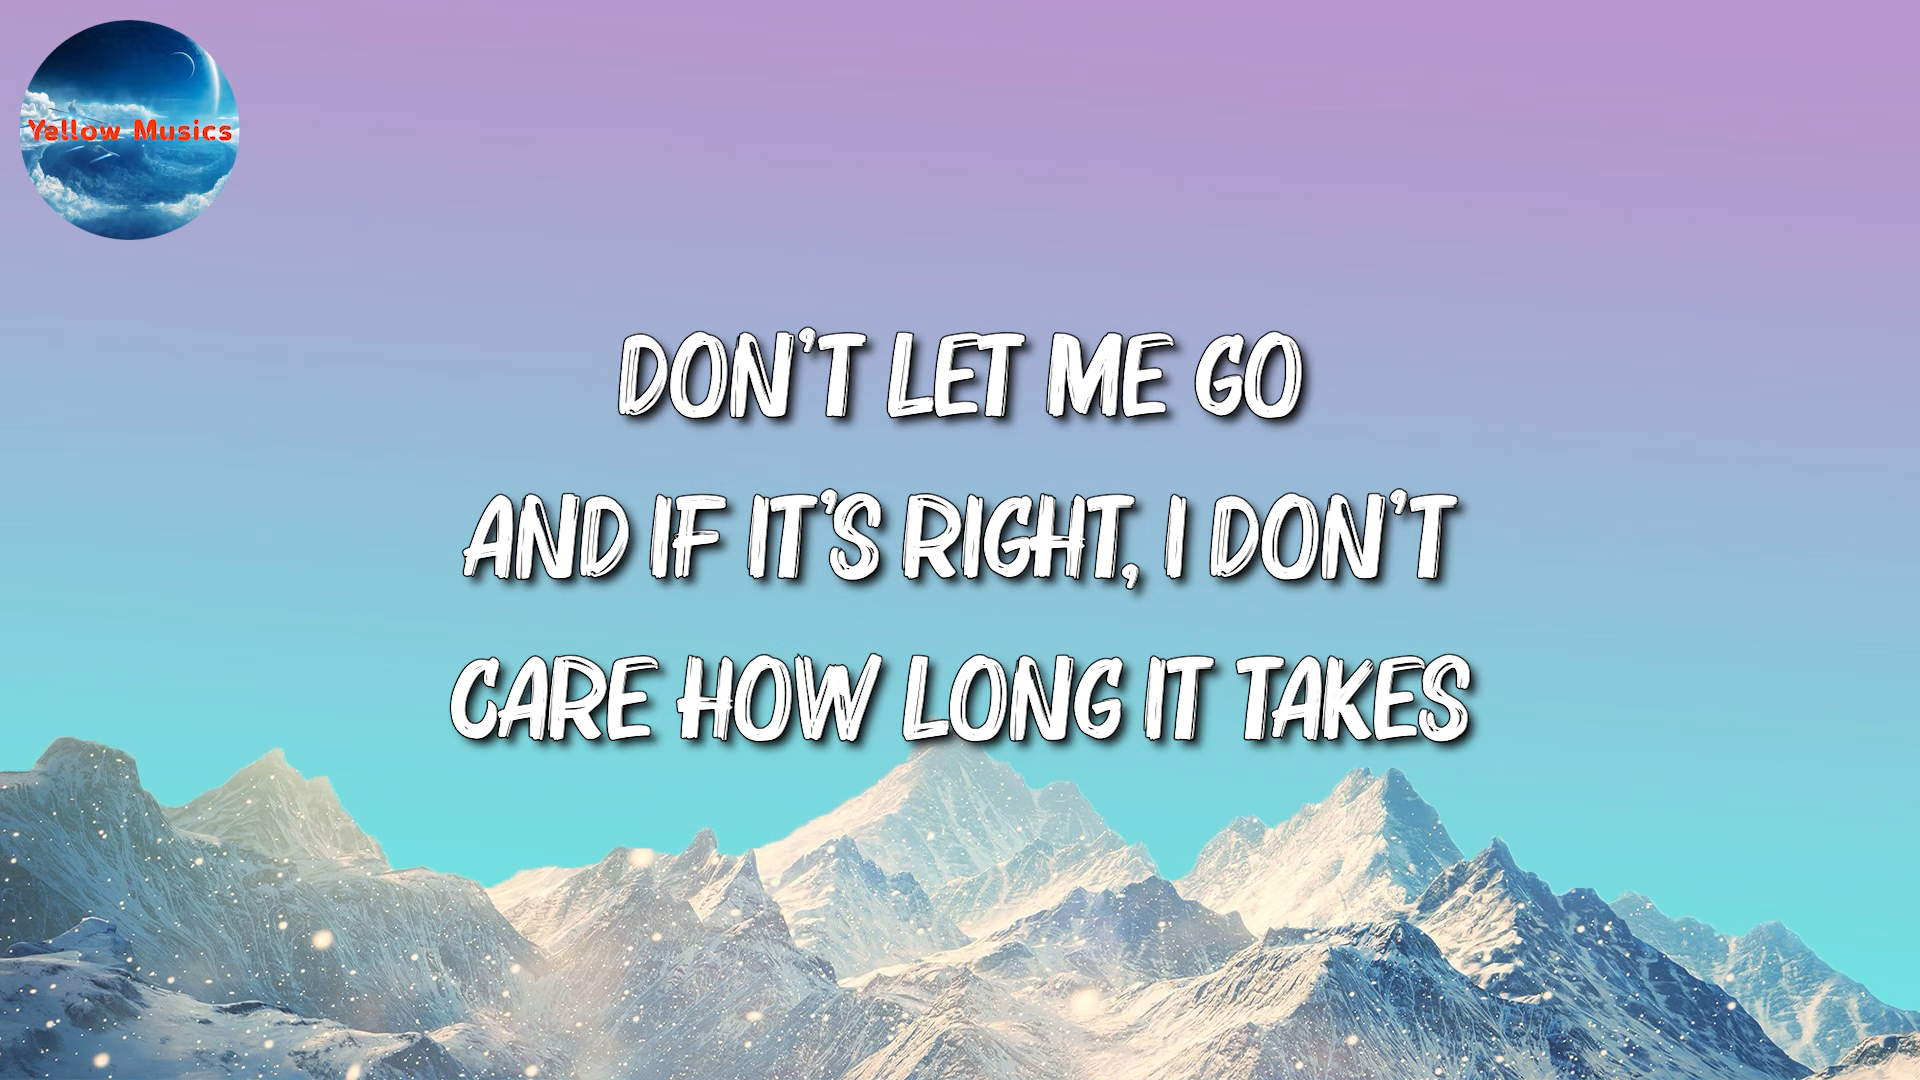 Yellow Musics
DON'T LET ME GO
AND IF IT'S RIGHT, I DON'T
CARE HOW LONG IT TAKES